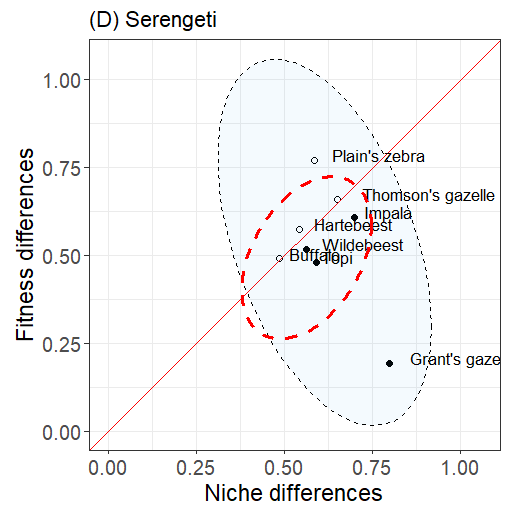 (D) Serengeti
Fitness differences
1.00
0.75
0.50
0.25
0.00
Plain's zebra
Thomson's gazelle
Impala
Hartebeest
Wildebeest
Buffalo
Topi
Grant's gaze
0.00 0.25 0.50 0.75 1.00
Niche differences